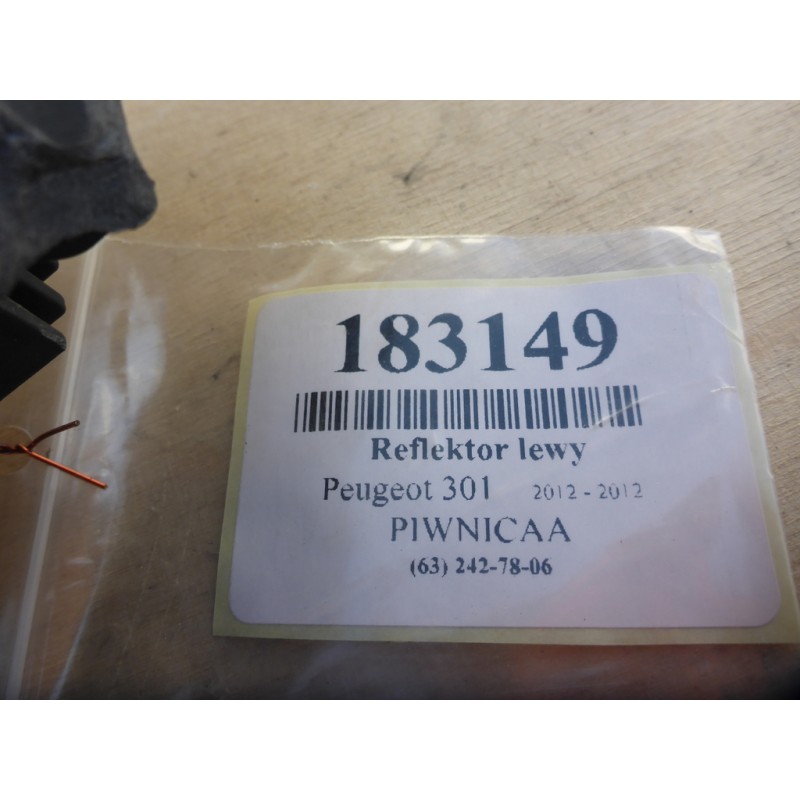 183149
Reflektor lewy
Peugeot 301 2012 - 2012
PIWNICAA
(63) 242-78-06